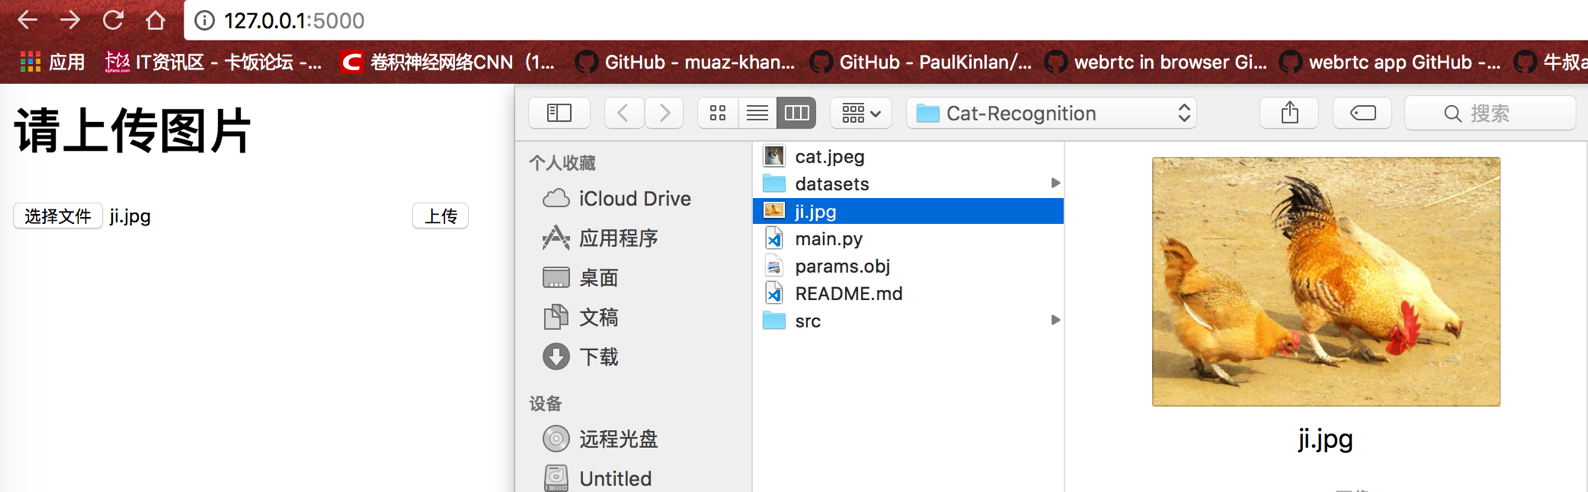 127.0.0.1:5000
应用
卡饭
kafan.com
IT资讯区 - 卡饭论坛 -...
C
卷积神经网络CNN（1...
GitHub - muaz-khan...
GitHub - PaulKinlan/...
webrtc in browser Gi...
webrtc app GitHub -...
牛叔a
请上传图片
选择文件 ji.jpg
上传
Cat-Recognition
搜索
个人收藏
iCloud Drive
应用程序
桌面
文稿
下载
设备
远程光盘
Untitled
cat.jpeg
datasets
ji.jpg
main.py
params.obj
README.md
src
ji.jpg